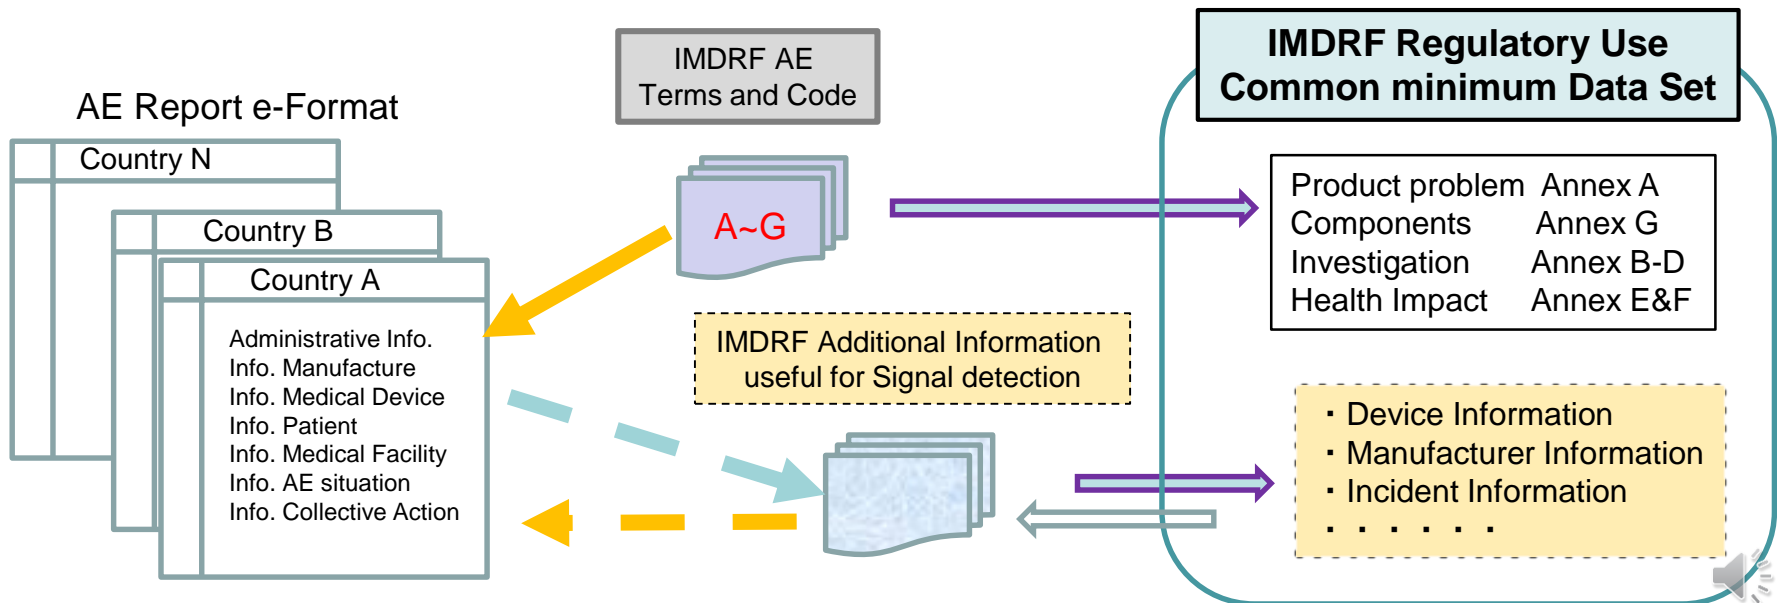 IMDRF AE
Terms and Code
IMDRF Regulatory Use
Common minimum Data Set
AE Report e-Format
Country N
Country B
Country A
Administrative Info.
Info. Manufacture
Info. Medical Device
Info. Patient
Info. Medical Facility
Info. AE situation
Info. Collective Action
A~G
Product problem Annex A
Components Annex G
Investigation Annex B-D
Health Impact Annex E&F
IMDRF Additional Information
useful for Signal detection
・Device Information
・Manufacturer Information
・Incident Information
・・・・・・